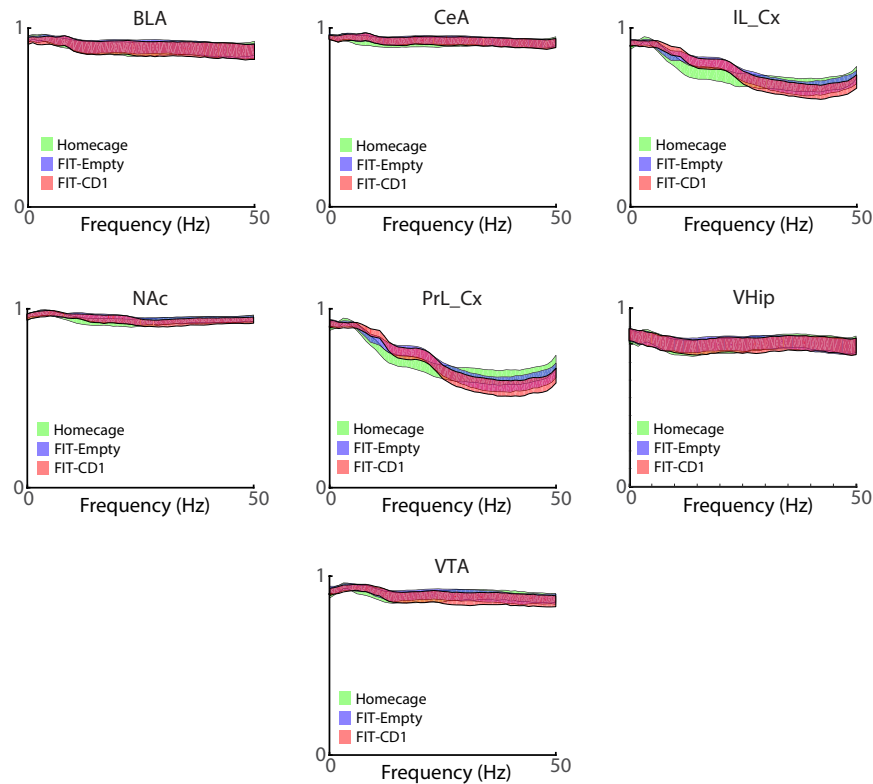 BLA
1
Homecage
FIT-Empty
FIT-CD1
0
0
50
Frequency (Hz)
CeA
1
Homecage
FIT-Empty
FIT-CD1
0
0
50
Frequency (Hz)
IL_Cx
1
Homecage
FIT-Empty
FIT-CD1
0
0
50
Frequency (Hz)
NAc
1
Homecage
FIT-Empty
FIT-CD1
0
0
50
Frequency (Hz)
PrL_Cx
1
Homecage
FIT-Empty
FIT-CD1
0
0
50
Frequency (Hz)
VHip
1
Homecage
FIT-Empty
FIT-CD1
0
0
50
Frequency (Hz)
VTA
1
Homecage
FIT-Empty
FIT-CD1
0
0
50
Frequency (Hz)